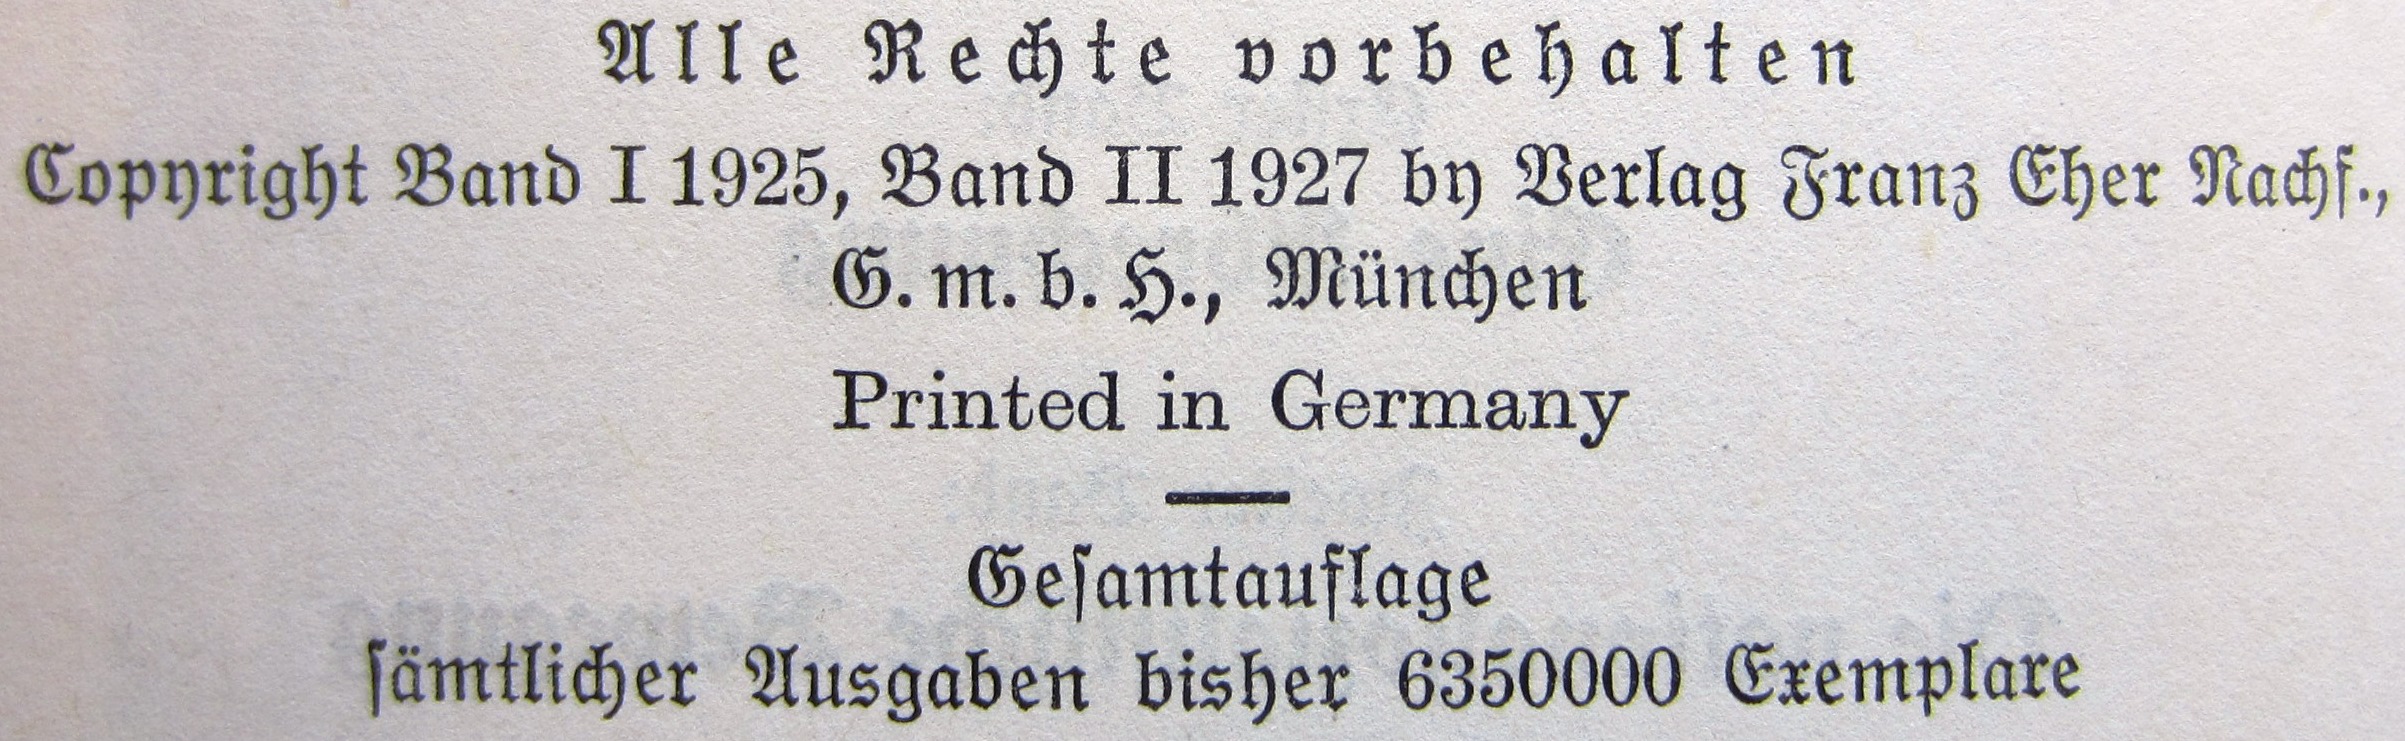 Alle Rechte vorbehalten
Copyright Band I 1925, Band II 1927 by Verlag Franz Eher Nachf.,
G. m. b. H., München
Printed in Germany
Geſamtauflage
ſämtlicher Ausgaben bisher 6350000 Exemplare